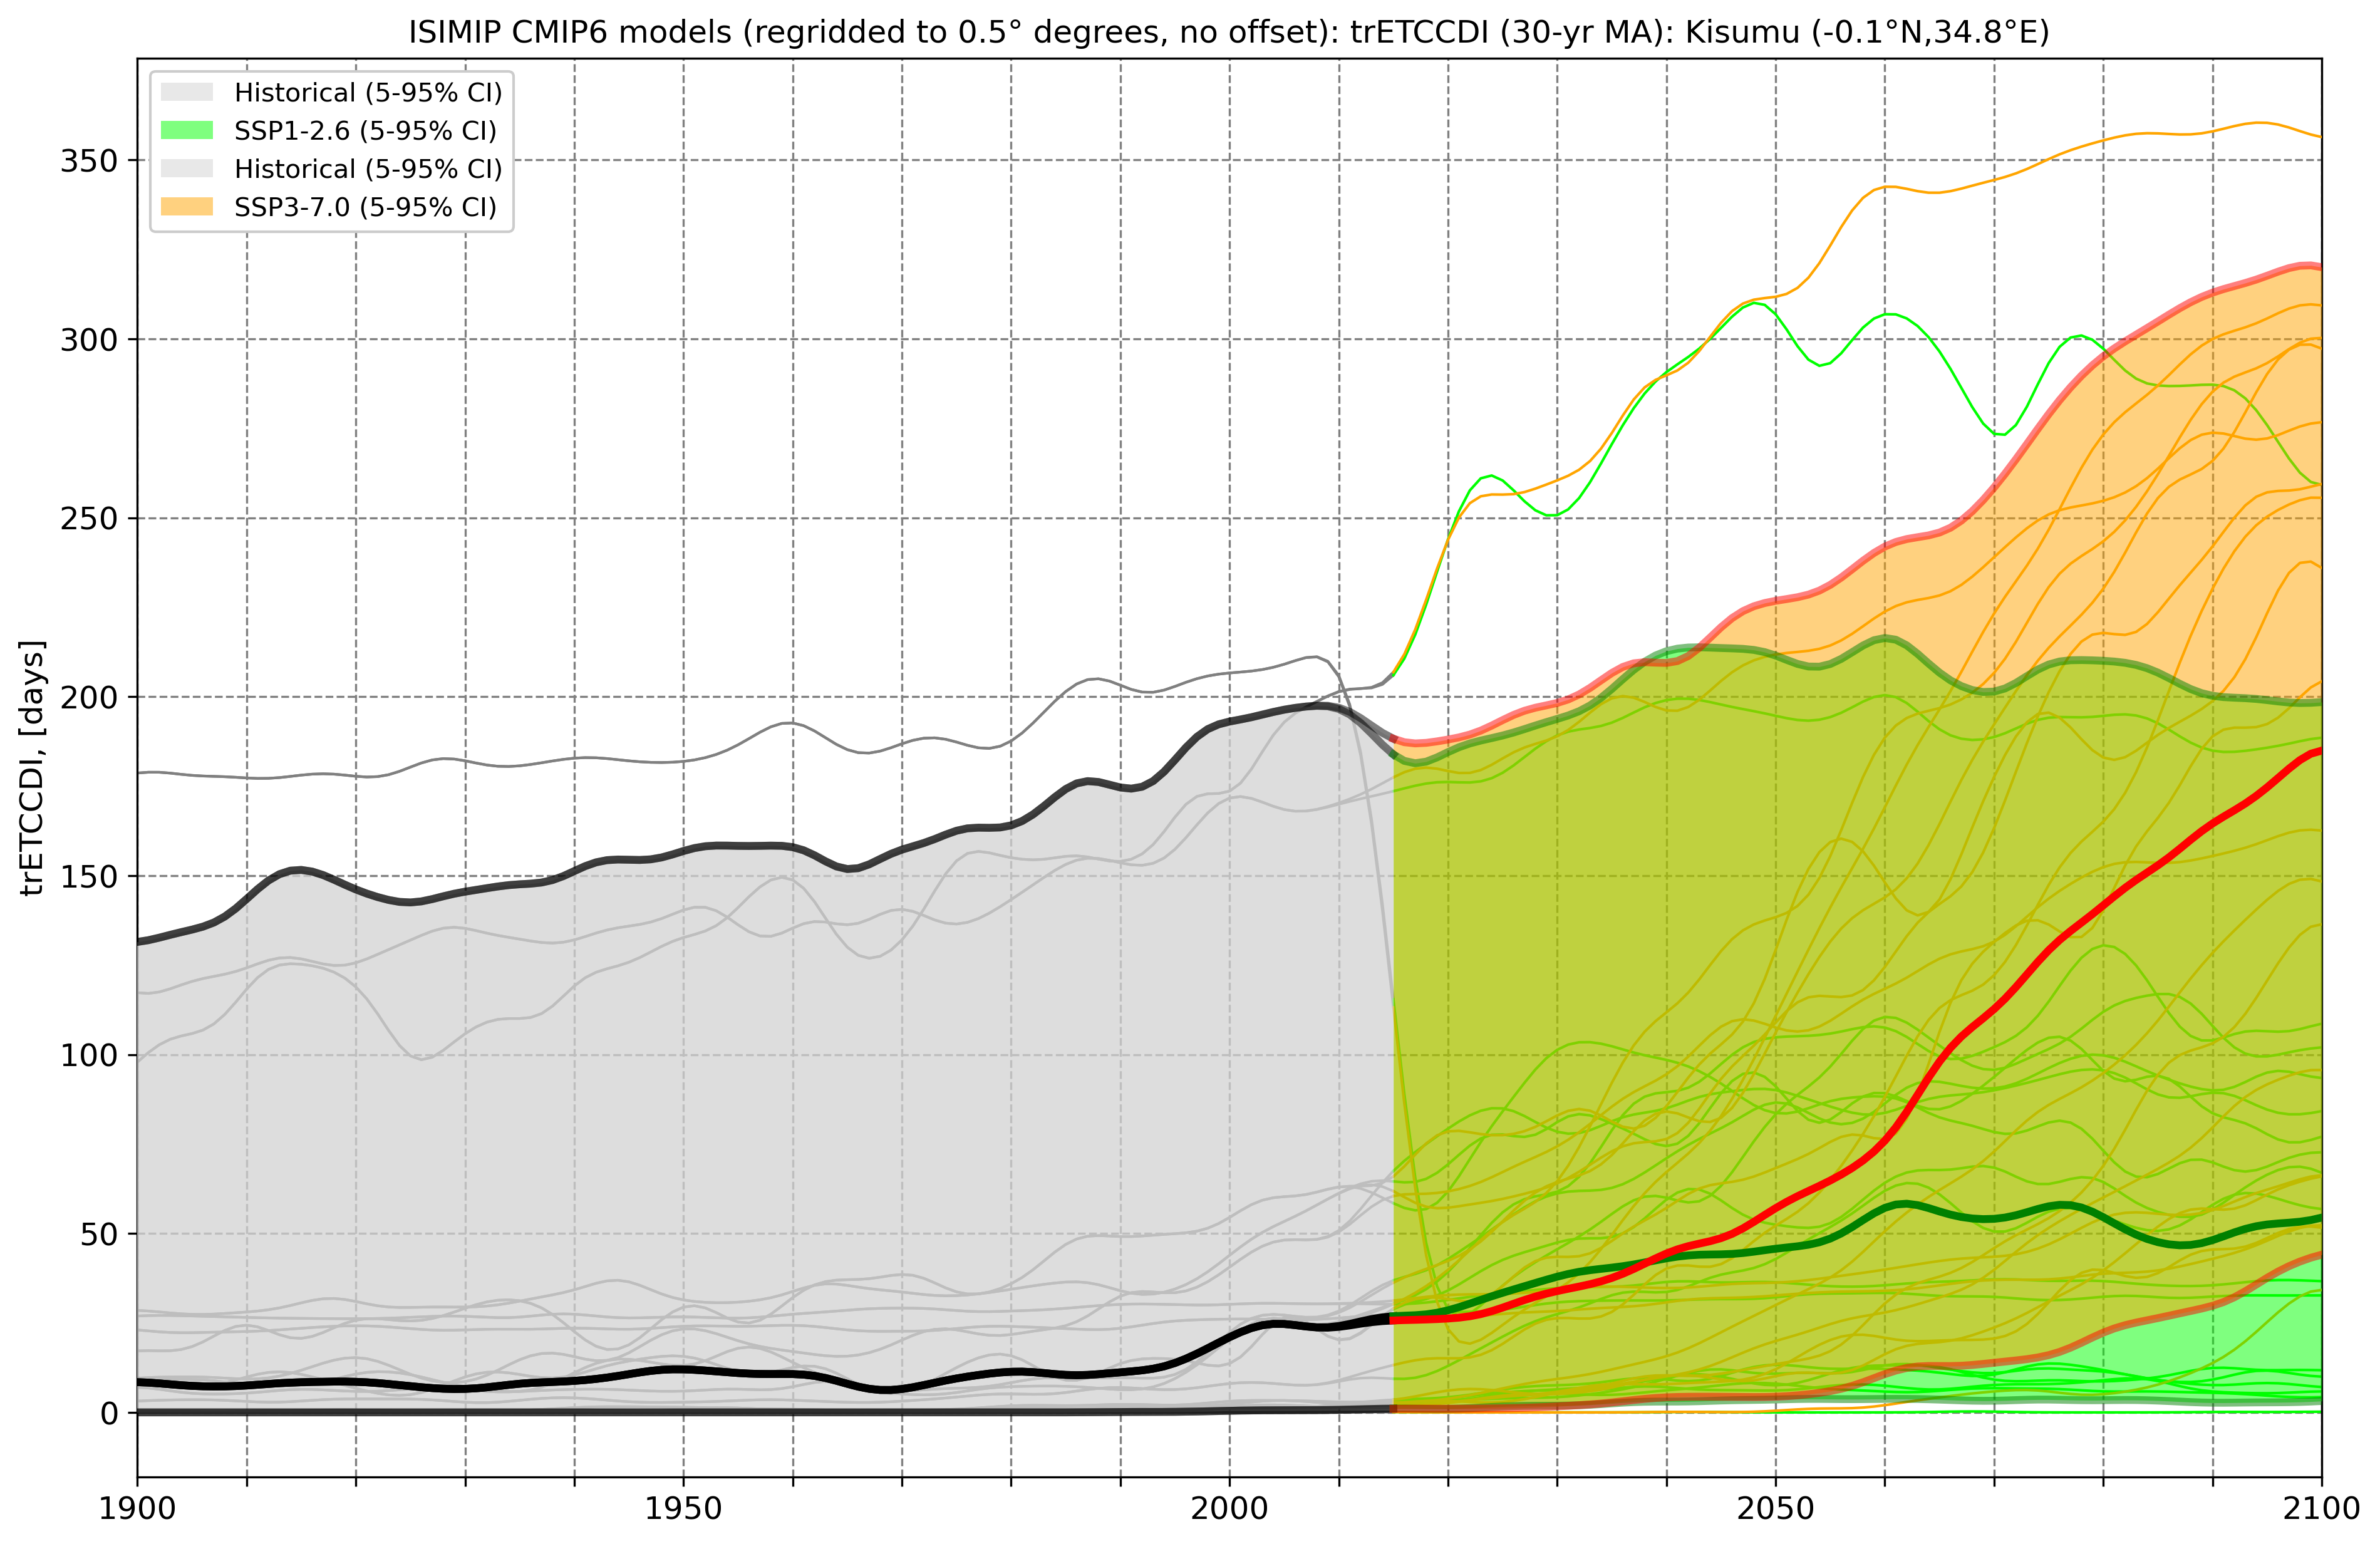 ISIMIP CMIP6 models (regridded to 0.5° degrees, no offset): trETCCDI (30-yr MA): Kisumu (-0.1°N,34.8°E)
Historical (5-95% CI)
SSP1-2.6 (5-95% CI)
Historical (5-95% CI)
SSP3-7.0 (5-95% CI)
trETCCDI, [days]
350
300
250
200
150
100
50
0
1900 1950 2000 2050 2100